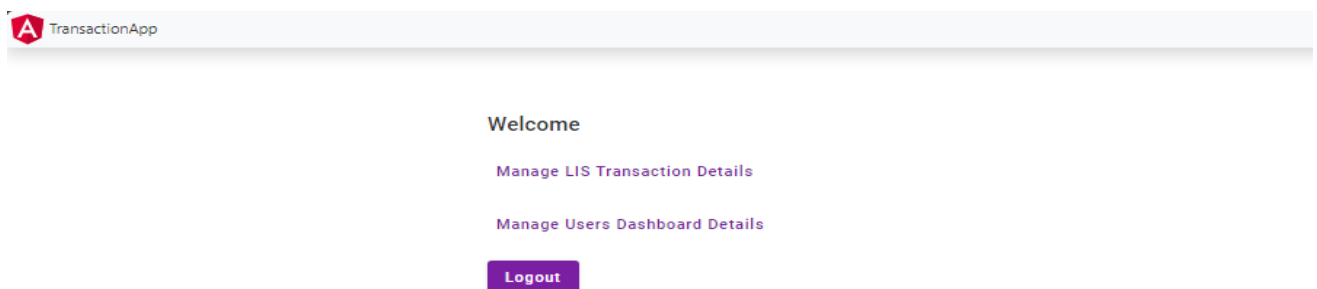 TransactionApp
Welcome
Manage LIS Transaction Details
Manage Users Dashboard Details
Logout